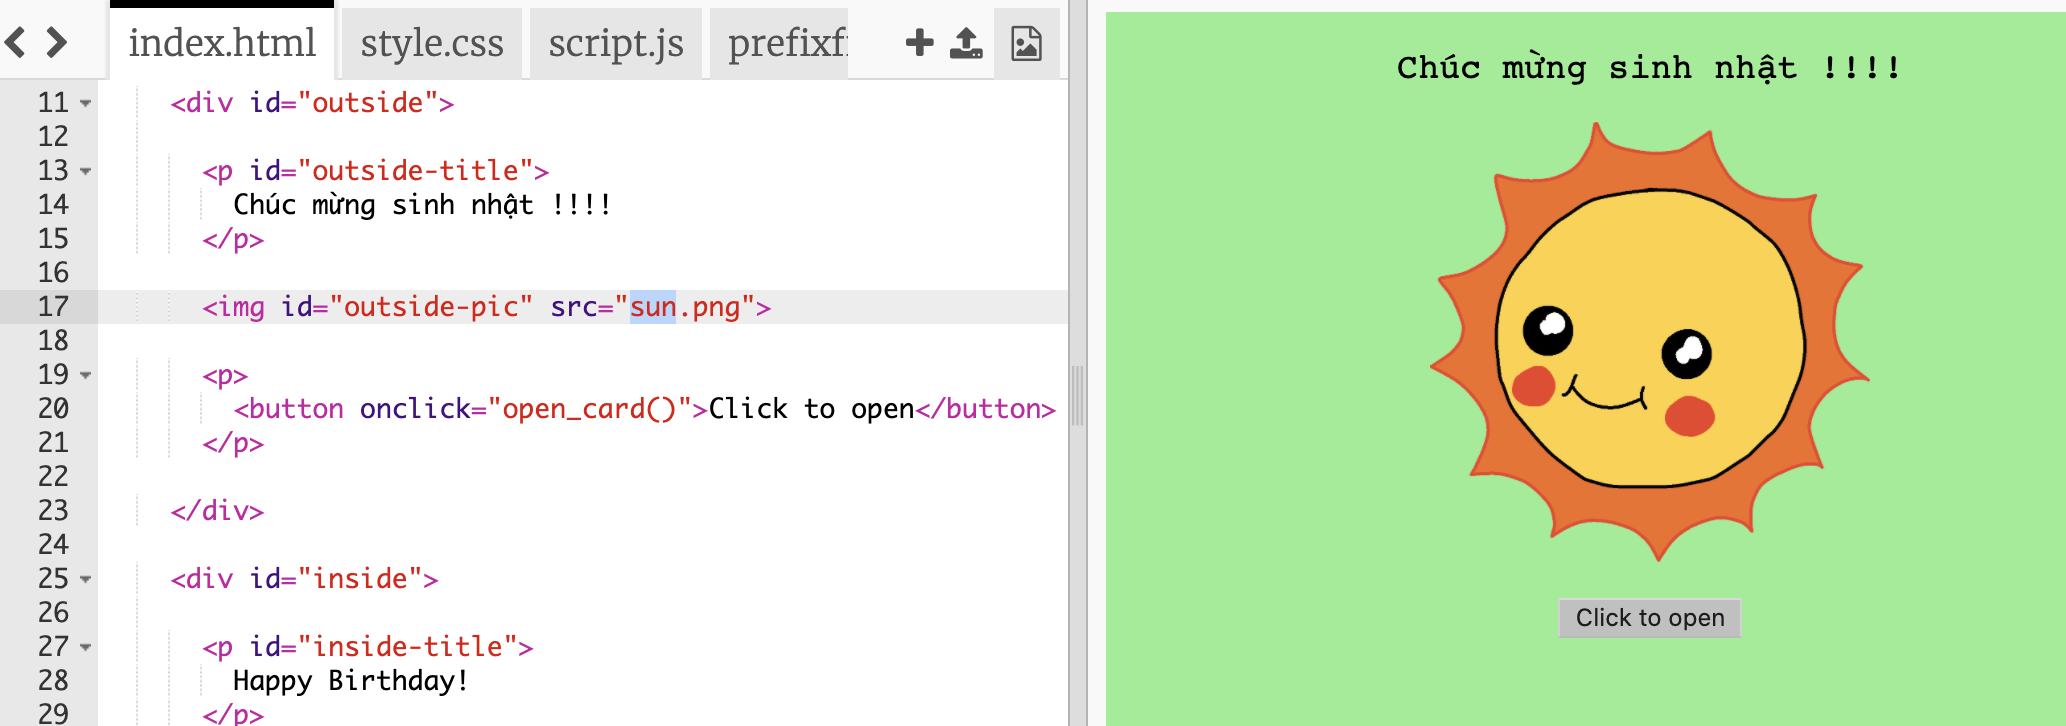 index.html style.css script.js prefixf
11 <div id="outside">
12
13 <p id="outside-title">
14 Chúc mừng sinh nhật !!!!
15 </p>
16
17 <img id="outside-pic" src="sun.png">
18
19 <p>
20 <button onclick="open_card()">Click to open</button>
21 </p>
22
23 </div>
24
25 <div id="inside">
26
27 <p id="inside-title">
28 Happy Birthday!
29 </p>
Chúc mừng sinh nhật !!!!
Click to open